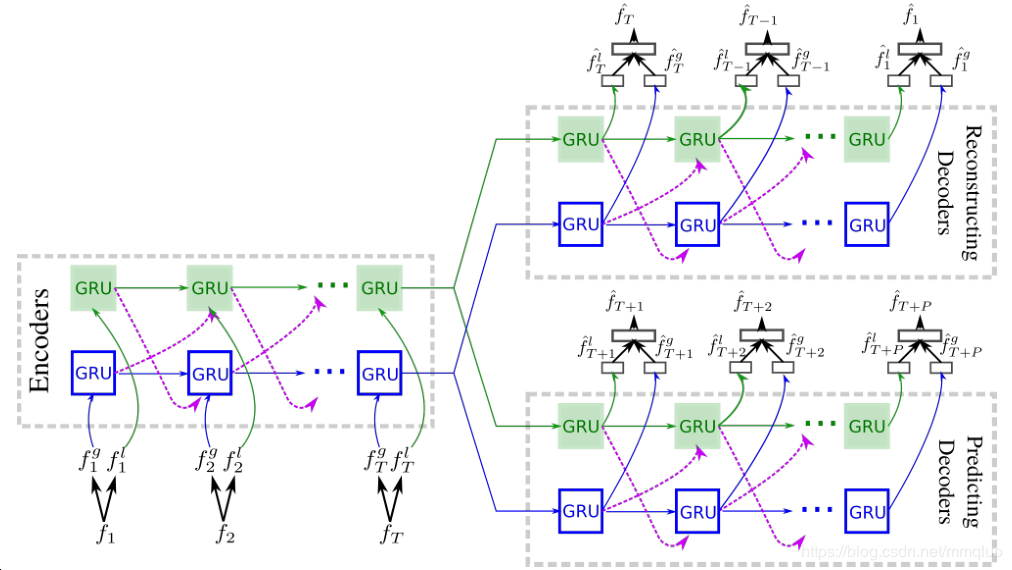 f̂_T f̂_{T−1} f̂_1
f̂^l_T f̂^g_T f̂^l_{T−1} f̂^g_{T−1} f̂^l_1 f̂^g_1
GRU GRU ... GRU
GRU GRU ... GRU
Reconstructing
Decoders
Encoders
GRU GRU ... GRU
GRU GRU ... GRU
f^g_1 f^l_1 f^g_2 f^l_2 f^g_T f^l_T
f_1 f_2 f_T
f̂_{T+1} f̂_{T+2} f̂_{T+P}
f̂^l_{T+1} f̂^g_{T+1} f̂^l_{T+2} f̂^g_{T+2} f̂^l_{T+P} f̂^g_{T+P}
GRU GRU ... GRU
GRU GRU ... GRU
Predicting
Decoders
https://blog.csdn.net/mmqlub